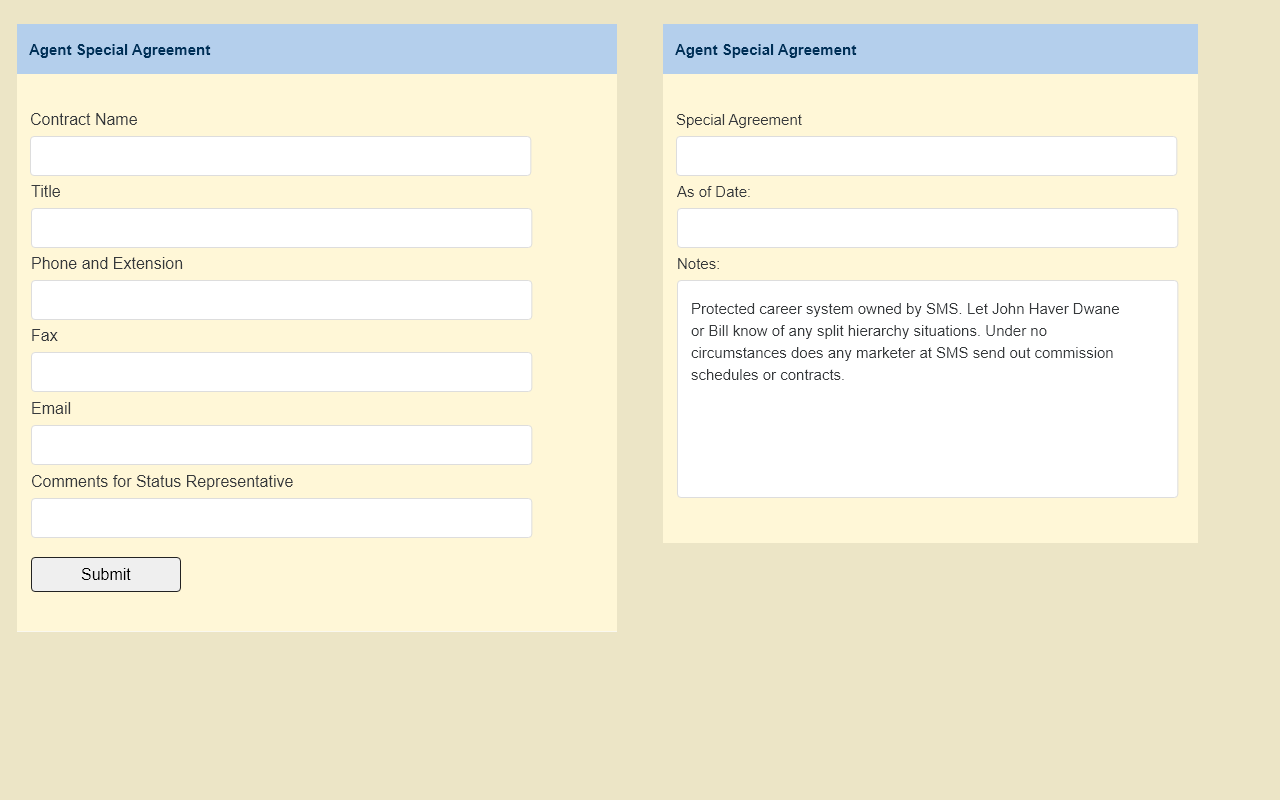 Agent Special Agreement
Contract Name
Title
Phone and Extension
Fax
Email
Comments for Status Representative
Submit
Agent Special Agreement
Special Agreement
As of Date:
Notes:
Protected career system owned by SMS. Let John Haver Dwane
or Bill know of any split hierarchy situations. Under no
circumstances does any marketer at SMS send out commission
schedules or contracts.